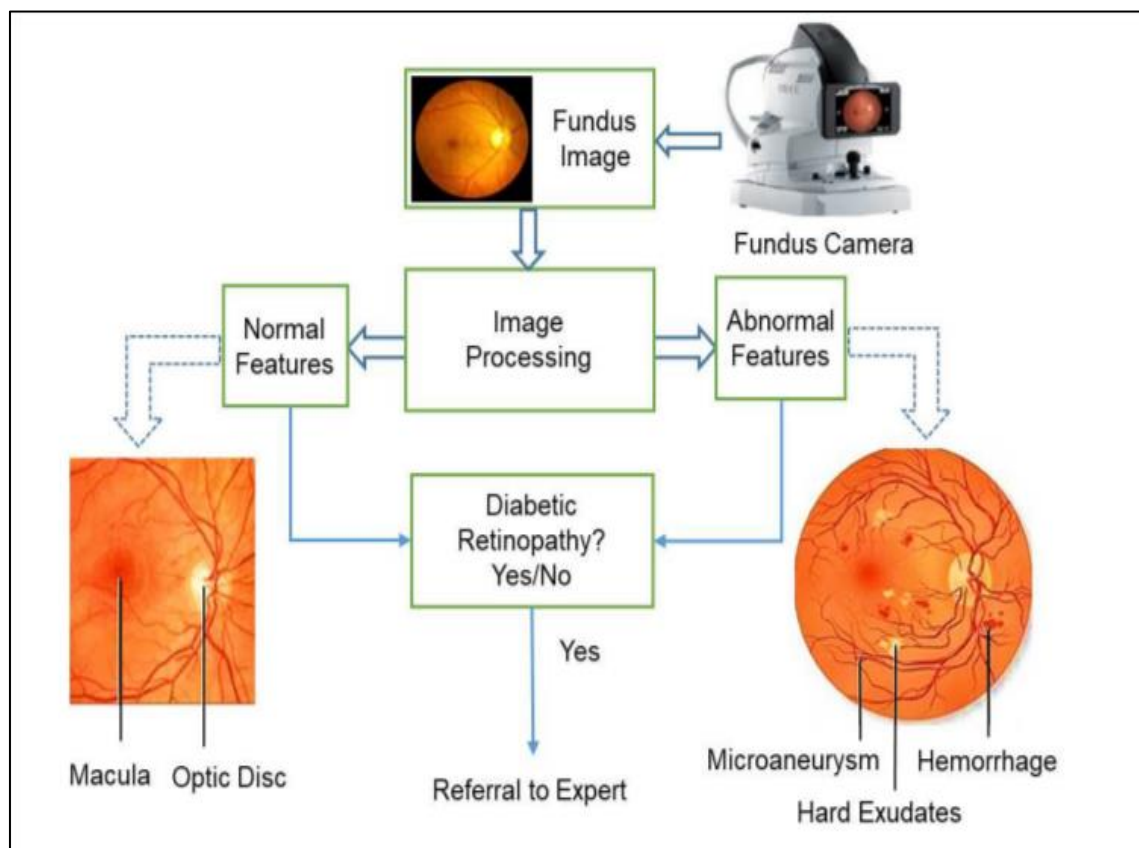 Fundus
Image
Fundus Camera
Normal
Features
Image
Processing
Abnormal
Features
Diabetic
Retinopathy?
Yes/No
Yes
Macula
Optic Disc
Referral to Expert
Microaneurysm
Hemorrhage
Hard Exudates